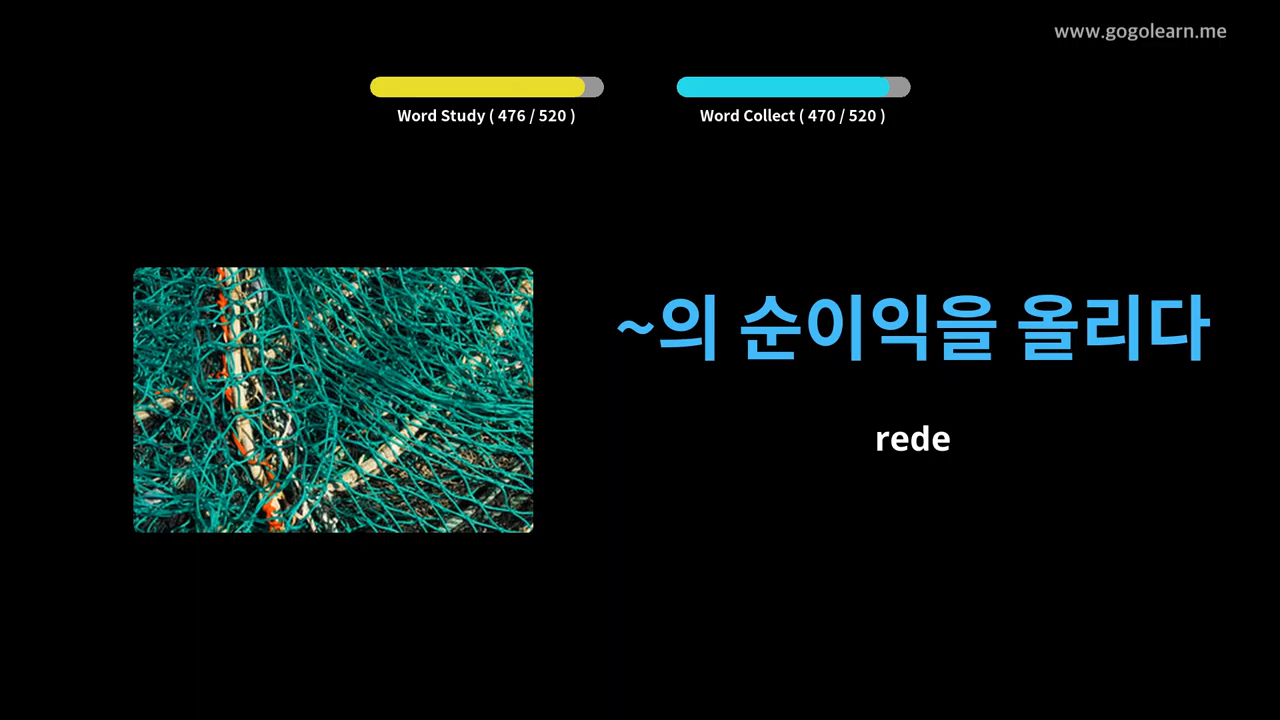 www.gogolearn.me
Word Study ( 476 / 520 )
Word Collect ( 470 / 520 )
~의 순이익을 올리다
rede